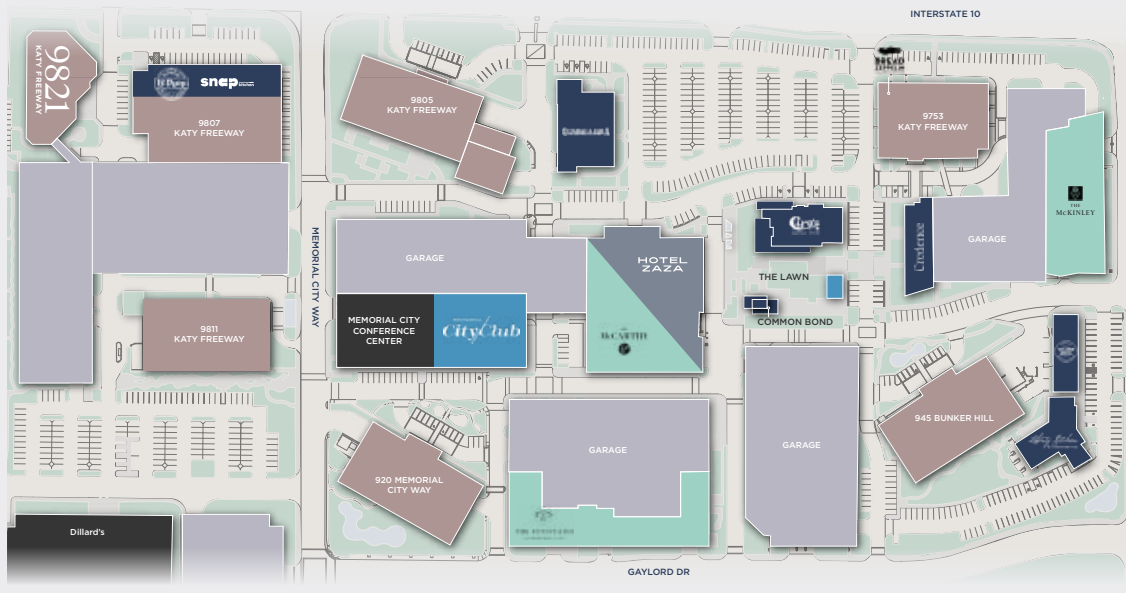 INTERSTATE 10
9821
KATY FREEWAY
snap
9807
KATY FREEWAY
9805
KATY FREEWAY
9753
KATY FREEWAY
THE
McKINLEY
GARAGE
Credence
MEMORIAL CITY WAY
GARAGE
HOTEL
ZAZA
THE LAWN
COMMON BOND
MEMORIAL CITY
CONFERENCE
CENTER
CityClub
McCARTHY
9811
KATY FREEWAY
945 BUNKER HILL
GARAGE
GARAGE
920 MEMORIAL
CITY WAY
Dillard's
GAYLORD DR